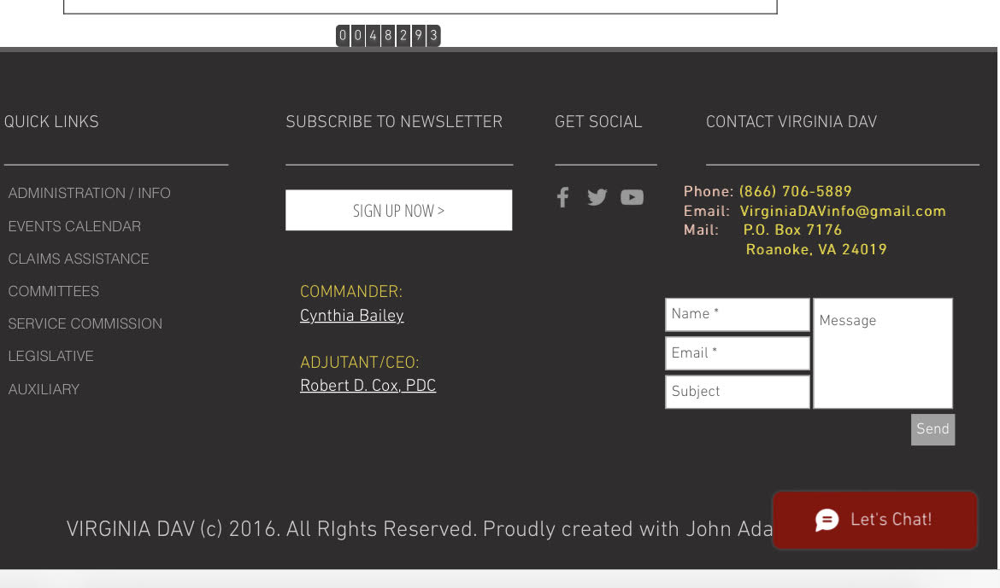 0048293
QUICK LINKS
ADMINISTRATION / INFO
EVENTS CALENDAR
CLAIMS ASSISTANCE
COMMITTEES
SERVICE COMMISSION
LEGISLATIVE
AUXILIARY
SUBSCRIBE TO NEWSLETTER
SIGN UP NOW >
COMMANDER:
Cynthia Bailey
ADJUTANT/CEO:
Robert D. Cox, PDC
GET SOCIAL
CONTACT VIRGINIA DAV
Phone: (866) 706-5889
Email: VirginiaDAVinfo@gmail.com
Mail: P.O. Box 7176
Roanoke, VA 24019
Name *
Email *
Subject
Message
Send
VIRGINIA DAV (c) 2016. All RIghts Reserved. Proudly created with John
Let's Chat!